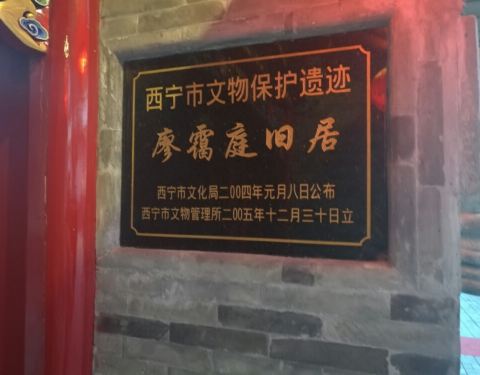 西宁市文物保护遗迹
廖霭庭旧居
西宁市文化局二00四年元月八日公布
西宁市文物管理所二00五年十二月三十日立